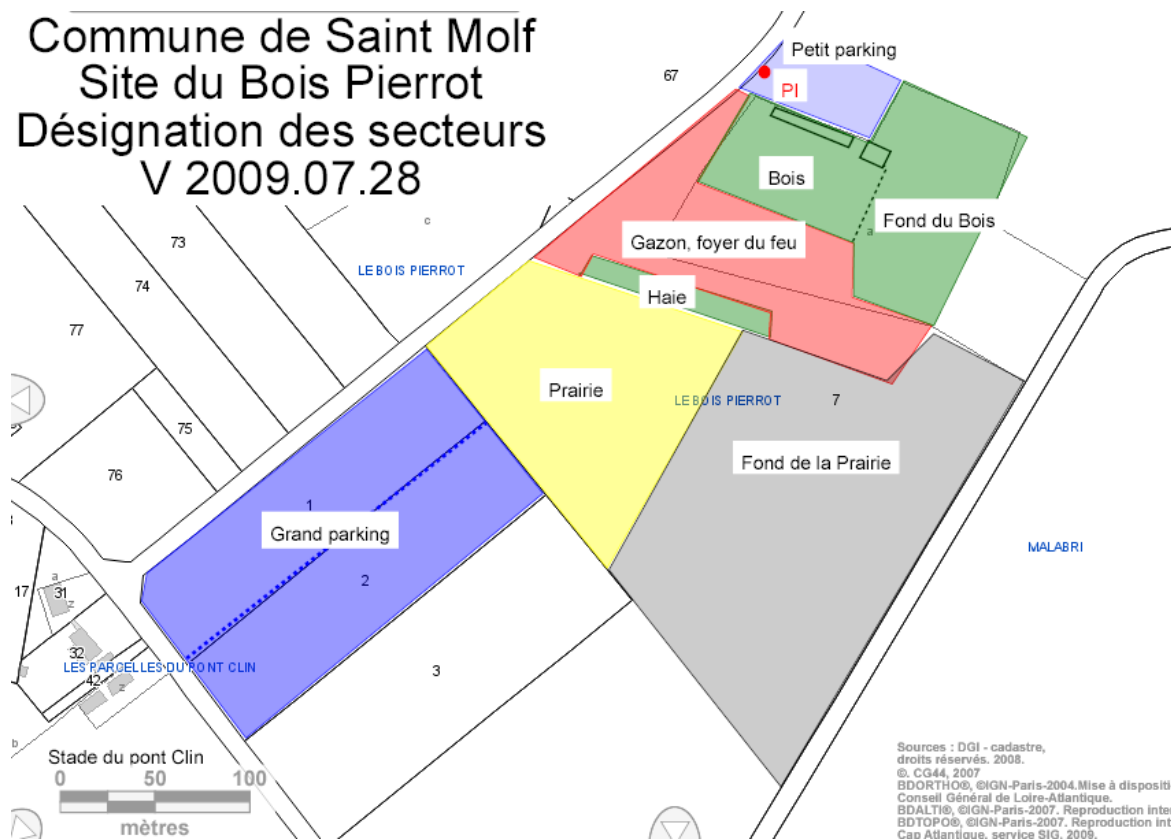 Commune de Saint Molf
Site du Bois Pierrot
Désignation des secteurs
V 2009.07.28
Petit parking
67
PI
Bois
Fond du Bois
a
Gazon, foyer du feu
c
73
LE BOIS PIERROT
74
Haie
77
Prairie
LE BOIS PIERROT
7
75
76
Fond de la Prairie
1
Grand parking
MALABRI
2
a
17
31
z
32
LES PARCELLES DU PONT CLIN
3
42
z
b
Stade du pont Clin
0 50 100
mètres
Sources : DGI - cadastre,
droits réservés. 2008.
©. CG44, 2007
BDORTHO®, ©IGN-Paris-2004.Mise à dispositi
Conseil Général de Loire-Atlantique.
BDALTI®, ©IGN-Paris-2007. Reproduction inter
BDTOPO®, ©IGN-Paris-2007. Reproduction int
Cap Atlantique, service SIG, 2009.